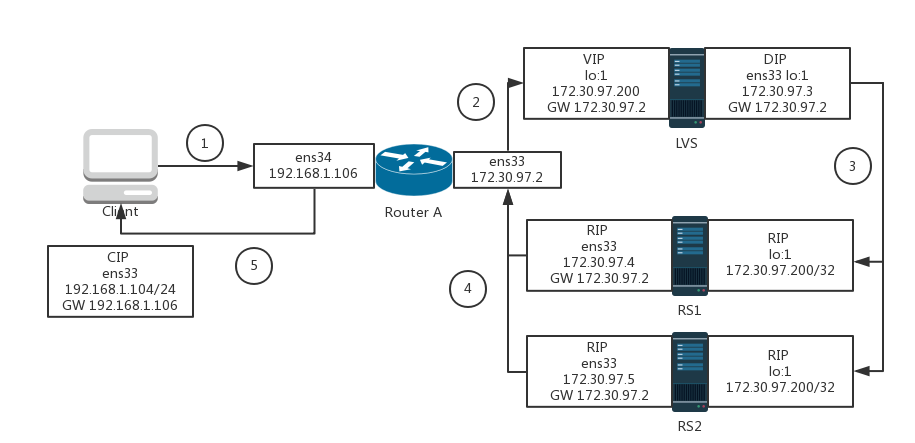 VIP
lo:1
172.30.97.200
GW 172.30.97.2
DIP
ens33 lo:1
172.30.97.3
GW 172.30.97.2
LVS
2
1
3
ens34
192.168.1.106
ens33
172.30.97.2
Router A
Client
CIP
ens33
192.168.1.104/24
GW 192.168.1.106
5
4
RIP
ens33
172.30.97.4
GW 172.30.97.2
RIP
lo:1
172.30.97.200/32
RS1
RIP
ens33
172.30.97.5
GW 172.30.97.2
RIP
lo:1
172.30.97.200/32
RS2